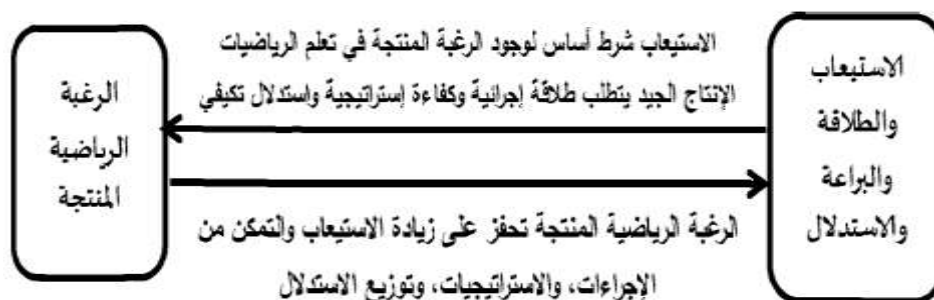 الاستيعاب
والطلاقة
والبراعة
والاستدلال
الاستيعاب شرط أساس لوجود الرغبة المنتجة في تعلم الرياضيات
الإنتاج الجيد يتطلب طلاقة إجرائية وكفاءة إستراتيجية واستدلال تكيفي
الرغبة الرياضية المنتجة تحفز على زيادة الاستيعاب والتمكن من
الإجراءات، والاستراتيجيات، وتوزيع الاستدلال
الرغبة
الرياضية
المنتجة